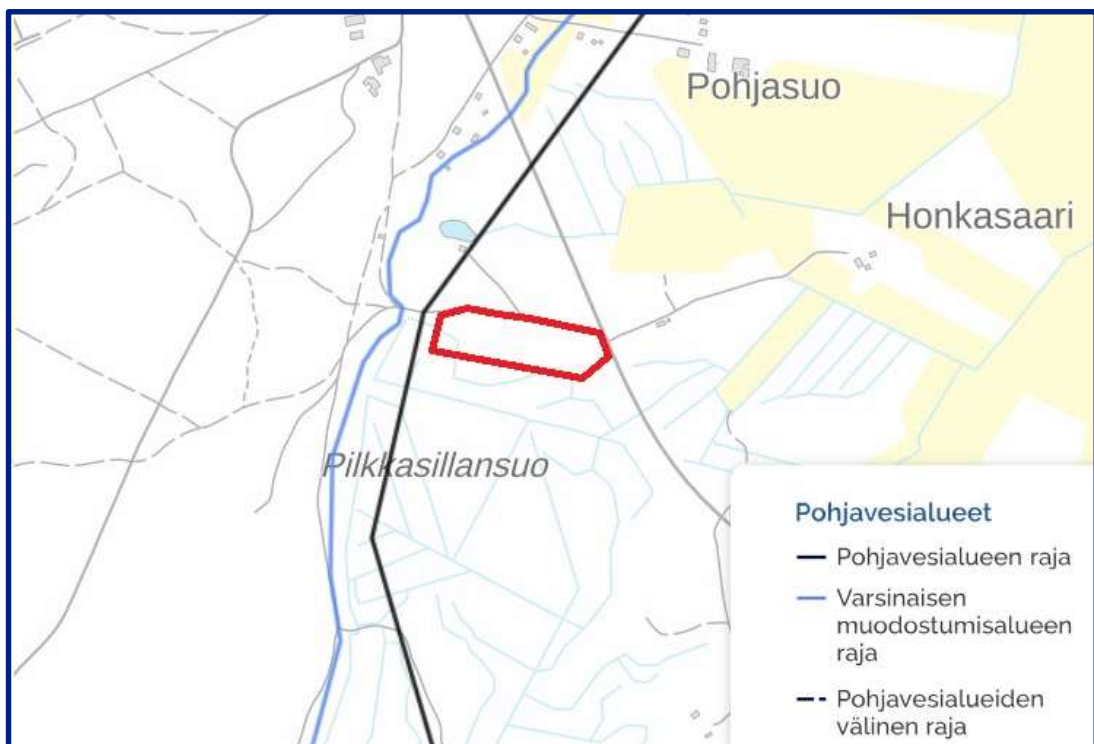 Pohjasuo
Honkasaari
Pilkkasillansuo
Pohjavesialueet
Pohjavesialueen raja
Varsinaisen
muodostumisalueen
raja
Pohjavesialueiden
välinen raja